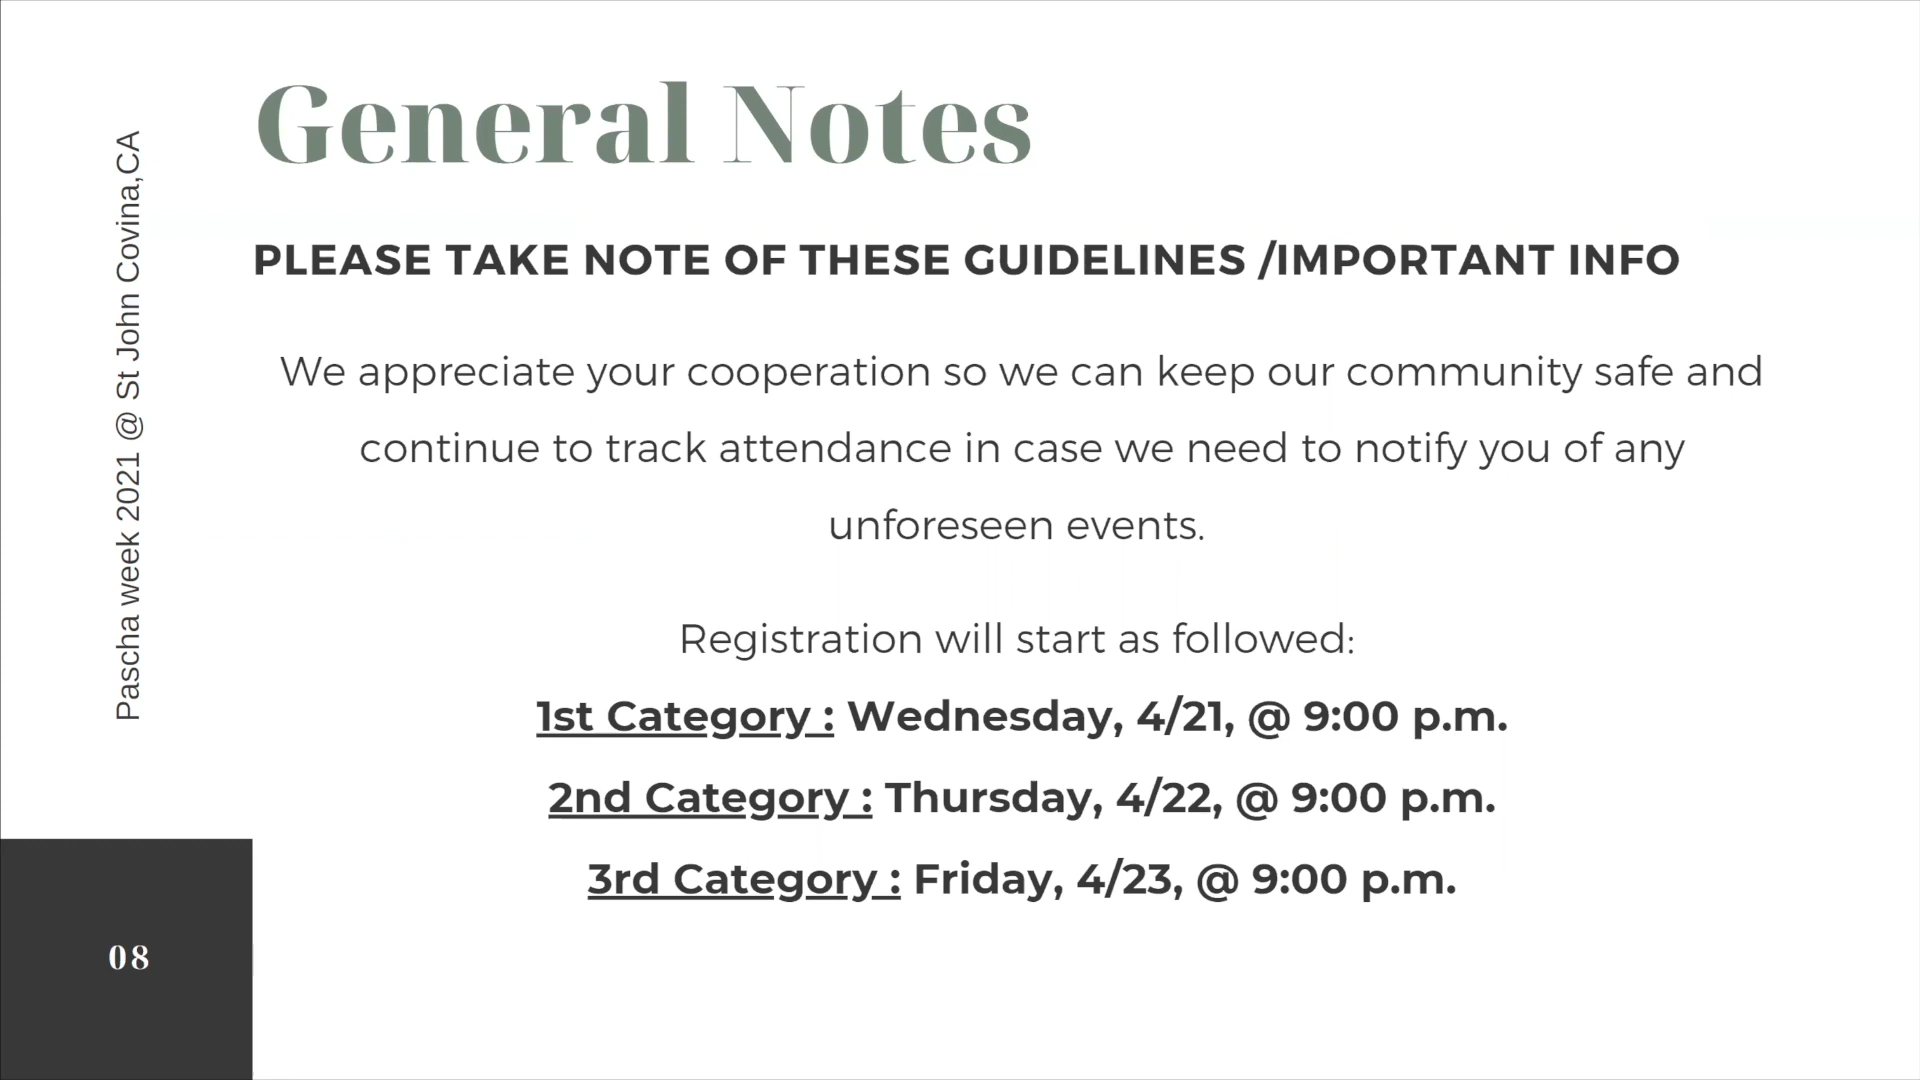 General Notes
Pascha week 2021 @ St John Covina,CA
PLEASE TAKE NOTE OF THESE GUIDELINES /IMPORTANT INFO
We appreciate your cooperation so we can keep our community safe and
continue to track attendance in case we need to notify you of any
unforeseen events.
Registration will start as followed:
1st Category : Wednesday, 4/21, @ 9:00 p.m.
2nd Category : Thursday, 4/22, @ 9:00 p.m.
3rd Category : Friday, 4/23, @ 9:00 p.m.
08